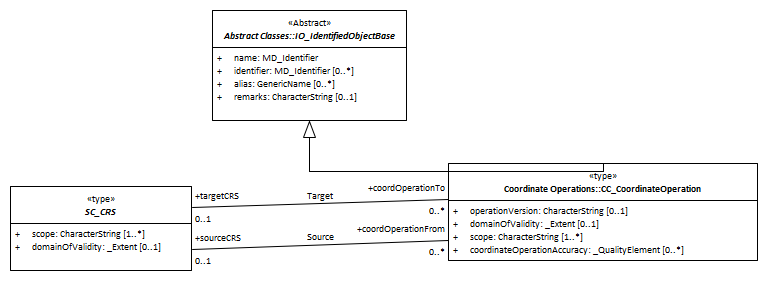 «Abstract»
Abstract Classes::IO_IdentifiedObjectBase
+ name: MD_Identifier
+ identifier: MD_Identifier [0..*]
+ alias: GenericName [0..*]
+ remarks: CharacterString [0..1]
«type»
SC_CRS
+ scope: CharacterString [1..*]
+ domainOfValidity: _Extent [0..1]
+targetCRS Target +coordOperationTo
0..1 0..*
+sourceCRS Source +coordOperationFrom
0..1 0..*
«type»
Coordinate Operations::CC_CoordinateOperation
+ operationVersion: CharacterString [0..1]
+ domainOfValidity: _Extent [0..1]
+ scope: CharacterString [1..*]
+ coordinateOperationAccuracy: _QualityElement [0..*]